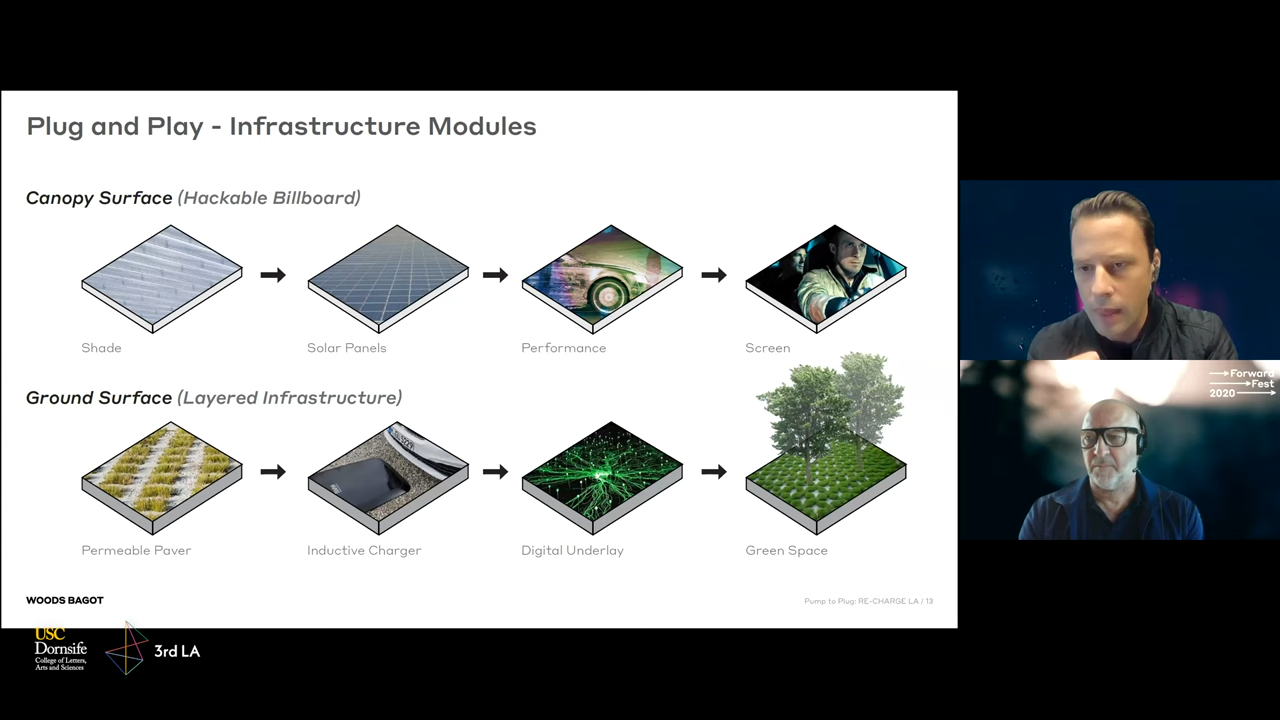 Plug and Play - Infrastructure Modules
Canopy Surface (Hackable Billboard)
Shade
Solar Panels
Performance
Screen
Ground Surface (Layered Infrastructure)
Permeable Paver
Inductive Charger
Digital Underlay
Green Space
WOODS BAGOT
Pump to Plug: RE-CHARGE LA / 13
Forward
Fest
2020
USC
Dornsife
College of Letters,
Arts and Sciences
3rd LA